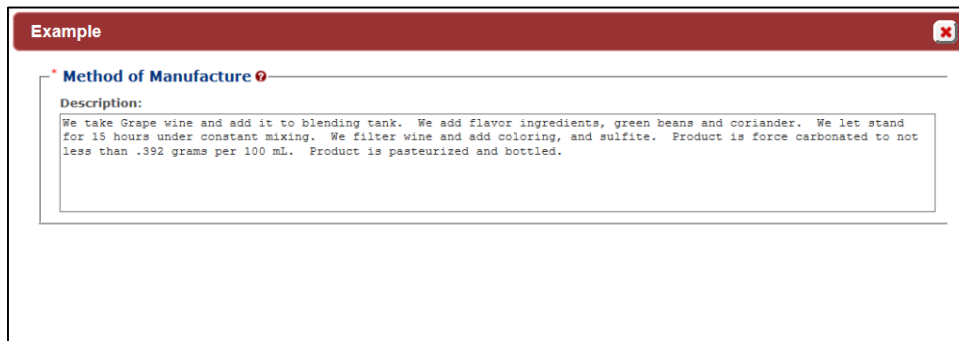 Example
* Method of Manufacture ?
Description:
We take Grape wine and add it to blending tank.  We add flavor ingredients, green beans and coriander.  We let stand
for 15 hours under constant mixing.  We filter wine and add coloring, and sulfite.  Product is force carbonated to not
less than .392 grams per 100 mL.  Product is pasteurized and bottled.